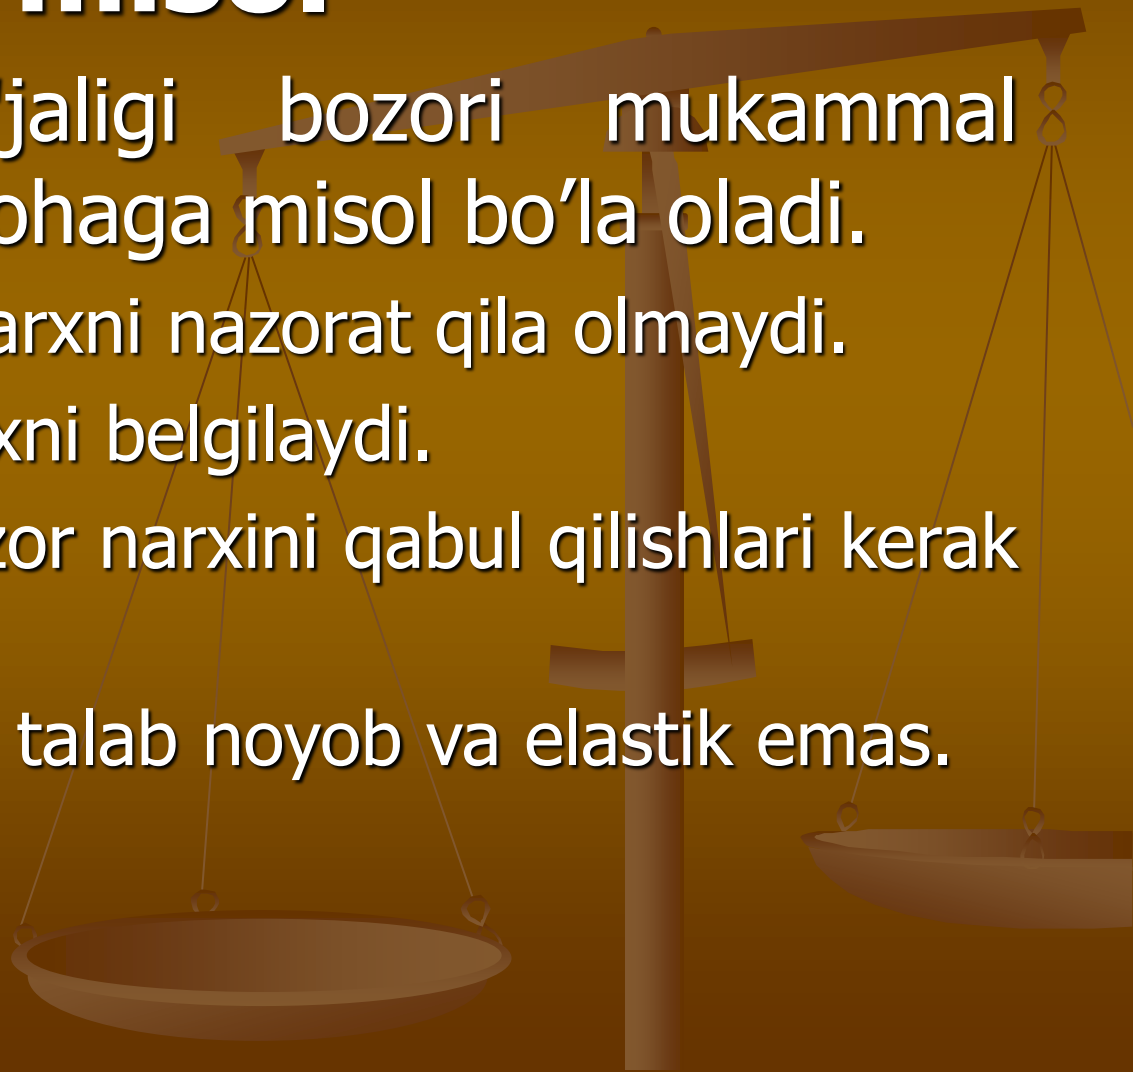 misol
'jaligi bozori mukammal
ohaga misol bo’la oladi.
arxni nazorat qila olmaydi.
xni belgilaydi.
zor narxini qabul qilishlari kerak
talab noyob va elastik emas.